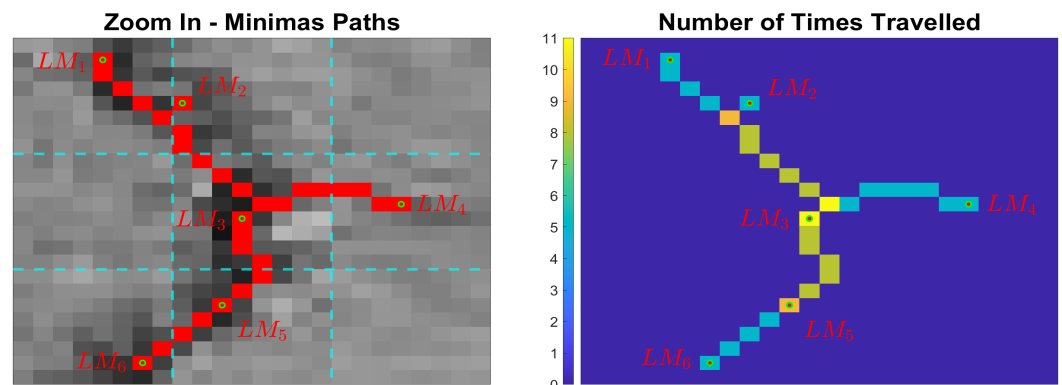 Zoom In - Minimas Paths
LM1
LM2
LM3
LM4
LM5
LM6
Number of Times Travelled
11
10
9
8
7
6
5
4
3
2
1
0
LM1
LM2
LM3
LM4
LM5
LM6